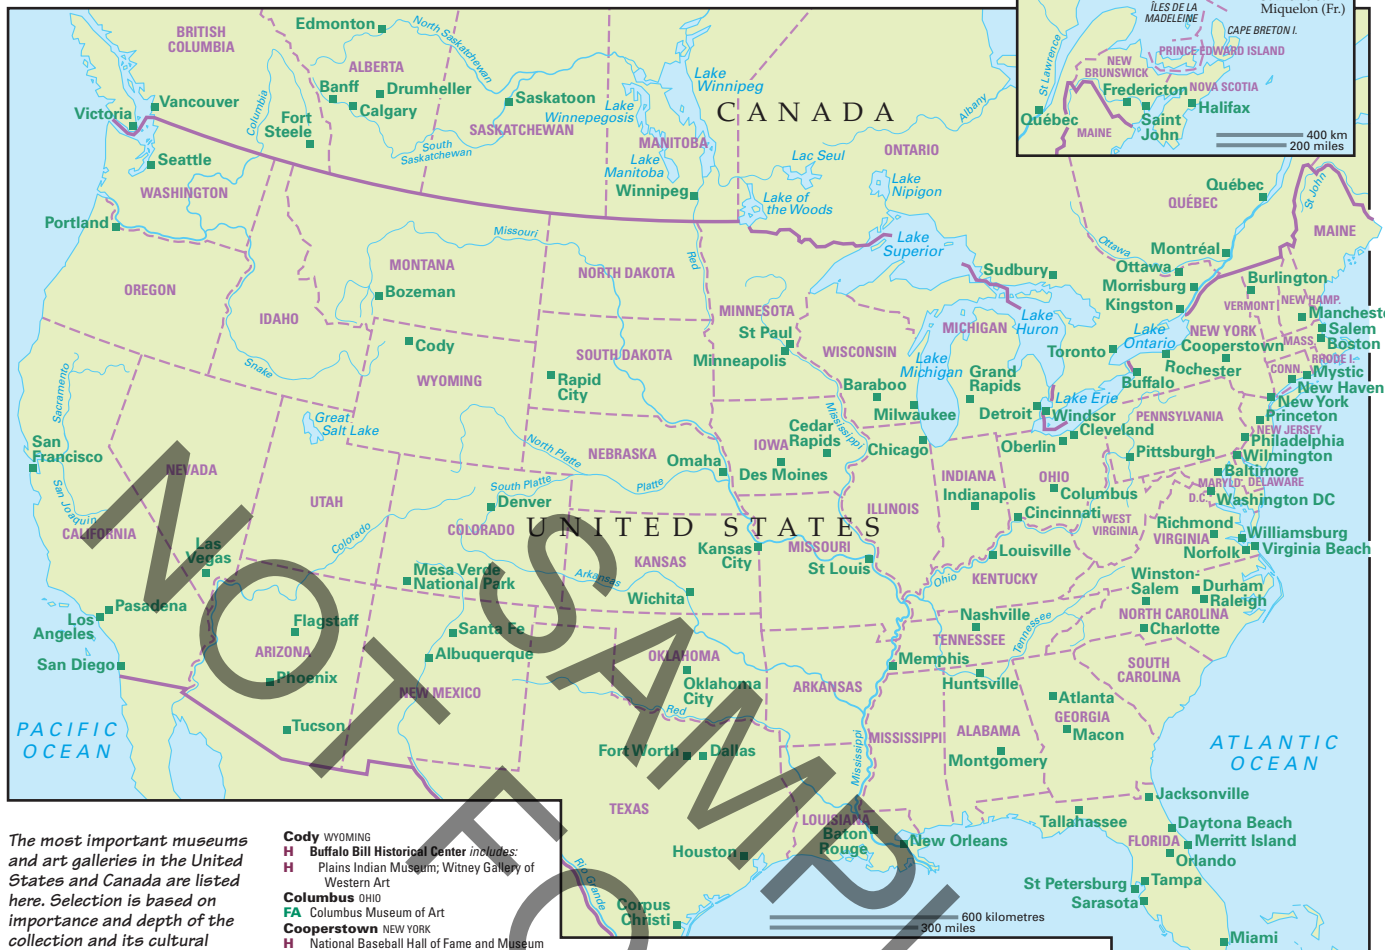 BRITISH
COLUMBIA
Edmonton
North Saskatchewan
ALBERTA
Banff
Drumheller
Calgary
Saskatoon
Vancouver
Victoria
Columbia
Fort
Steele
SASKATCHEWAN
South
Saskatchewan
Lake
Winnipegosis
Lake
Winnipeg
MANITOBA
Lake
Manitoba
Winnipeg
CANADA
Albany
Lac Seul
ONTARIO
Lake
Nipigon
Lake of
the Woods
ÎLES DE LA
MADELEINE
Miquelon (Fr.)
CAPE BRETON I.
St Lawrence
PRINCE EDWARD ISLAND
NEW
BRUNSWICK
NOVA SCOTIA
Fredericton
Halifax
Québec
Saint
John
MAINE
400 km
200 miles
Seattle
WASHINGTON
Portland
OREGON
IDAHO
MONTANA
Missouri
Bozeman
NORTH DAKOTA
Red
Lake
Superior
MINNESOTA
St Paul
Minneapolis
WISCONSIN
Québec
QUÉBEC
St John
MAINE
Ottawa
Montréal
Sudbury
Ottawa
Morrisburg
Kingston
Burlington
VERMONT
NEW HAMP.
Mancheste
Salem
Boston
MASS.
RHODE I.
CONN.
Mystic
New Haven
New York
Princeton
NEW JERSEY
MICHIGAN
Lake
Huron
Lake
Ontario
NEW YORK
Cooperstown
Toronto
Rochester
Buffalo
Lake
Michigan
Grand
Rapids
Lake Erie
Detroit
Windsor
Cleveland
Oberlin
PENNSYLVANIA
Philadelphia
Pittsburgh
Wilmington
Baltimore
MARYLD.
DELAWARE
D.C.
Washington DC
Cody
WYOMING
SOUTH DAKOTA
Rapid
City
Snake
Great
Salt Lake
Sacramento
San
Francisco
San Joaquin
NEVADA
CALIFORNIA
UTAH
Colorado
Las
Vegas
North Platte
South Platte
Platte
NEBRASKA
Omaha
Denver
COLORADO
UNITED STATES
Baraboo
Milwaukee
Mississippi
Cedar
Rapids
IOWA
Des Moines
Chicago
INDIANA
Indianapolis
ILLINOIS
OHIO
Columbus
Cincinnati
WEST
VIRGINIA
Richmond
VIRGINIA
Williamsburg
Norfolk
Virginia Beach
Kansas
City
MISSOURI
St Louis
KANSAS
Arkansas
Wichita
Louisville
Ohio
KENTUCKY
Winston-
Salem
Durham
Raleigh
NORTH CAROLINA
Charlotte
Nashville
TENNESSEE
Tennessee
Memphis
Huntsville
SOUTH
CAROLINA
Mesa Verde
National Park
Pasadena
Los
Angeles
San Diego
Flagstaff
ARIZONA
Phoenix
Tucson
Santa Fe
Albuquerque
NEW MEXICO
OKLAHOMA
Oklahoma
City
Red
ARKANSAS
Atlanta
GEORGIA
Macon
ALABAMA
Montgomery
MISSISSIPPI
Mississippi
PACIFIC
OCEAN
ATLANTIC
OCEAN
Fort Worth
Dallas
TEXAS
LOUISIANA
Baton
Rouge
New Orleans
Houston
Rio Grande
Corpus
Christi
Jacksonville
Tallahassee
Daytona Beach
FLORIDA
Merritt Island
Orlando
St Petersburg
Tampa
Sarasota
Miami
600 kilometres
300 miles
The most important museums
and art galleries in the United
States and Canada are listed
here. Selection is based on
importance and depth of the
collection and its cultural
Cody WYOMING
H Buffalo Bill Historical Center includes:
H Plains Indian Museum; Witney Gallery of
Western Art
Columbus OHIO
FA Columbus Museum of Art
Cooperstown NEW YORK
H National Baseball Hall of Fame and Museum
NOT
SAMPL
FO